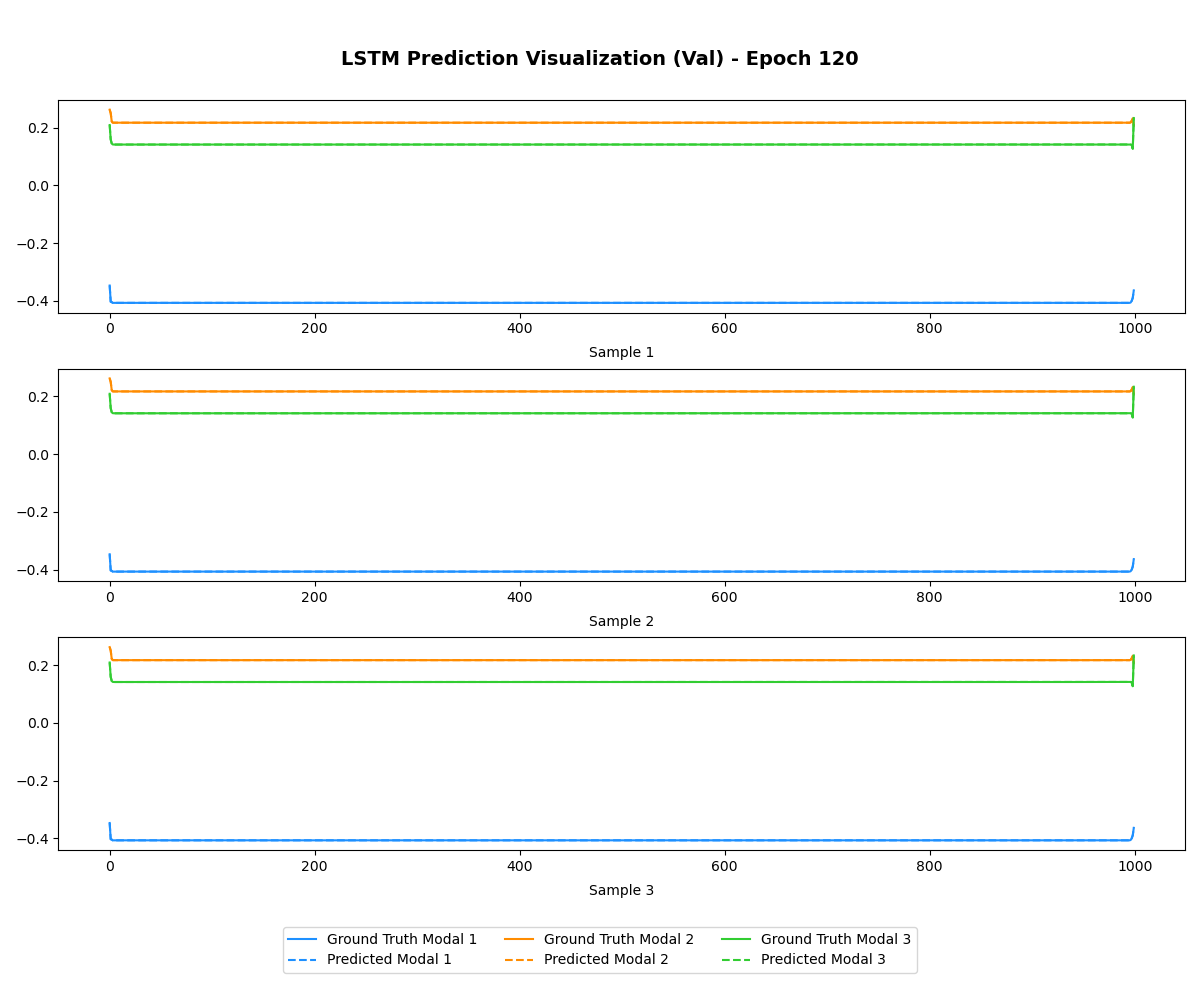 LSTM Prediction Visualization (Val) - Epoch 120
0.2
0.0
−0.2
−0.4
0 200 400 600 800 1000
Sample 1
0.2
0.0
−0.2
−0.4
0 200 400 600 800 1000
Sample 2
0.2
0.0
−0.2
−0.4
0 200 400 600 800 1000
Sample 3
Ground Truth Modal 1 Ground Truth Modal 2 Ground Truth Modal 3
Predicted Modal 1 Predicted Modal 2 Predicted Modal 3